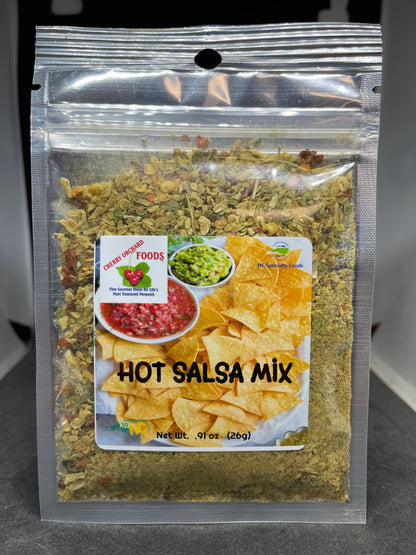 CHERRY ORCHARD
FOODS
Fine Gourmet Foods for Life's
Most Treasured Moments
NC Specialty Foods
HOT SALSA MIX
Net Wt. .91 oz (26g)